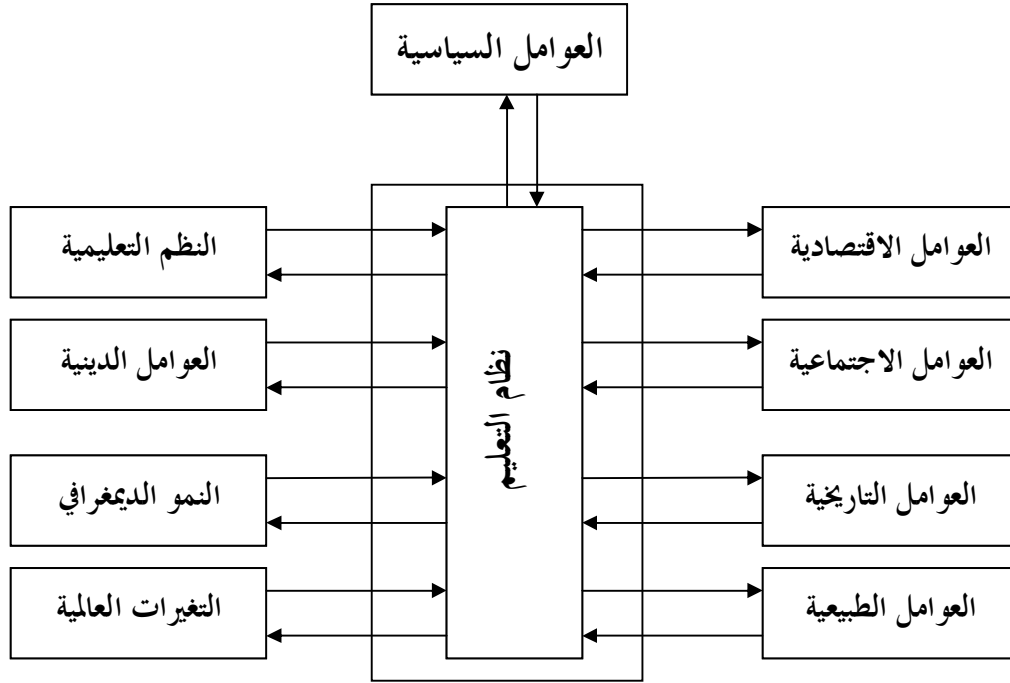 العوامل السياسية
العوامل الاقتصادية
النظم التعليمية
العوامل الاجتماعية
العوامل الدينية
نظام التعليم
العوامل التاريخية
النمو الديمغرافي
العوامل الطبيعية
التغيرات العالمية